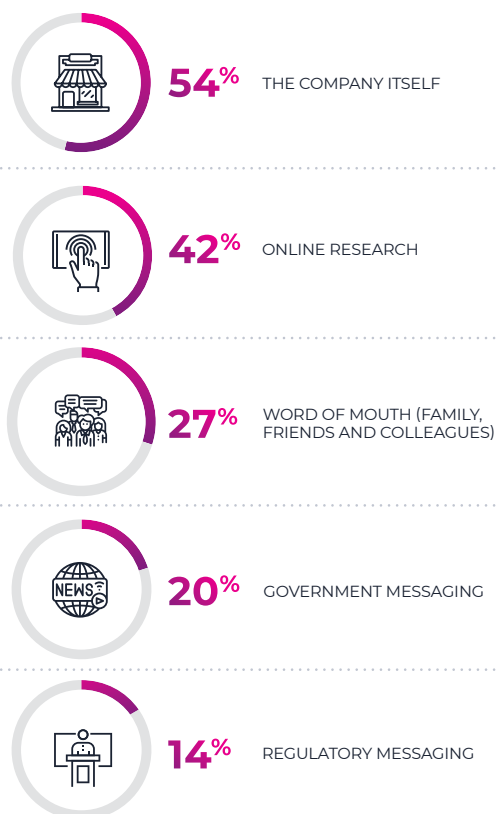 54% THE COMPANY ITSELF
42% ONLINE RESEARCH
27% WORD OF MOUTH (FAMILY,
FRIENDS AND COLLEAGUES)
NEWS
20% GOVERNMENT MESSAGING
14% REGULATORY MESSAGING